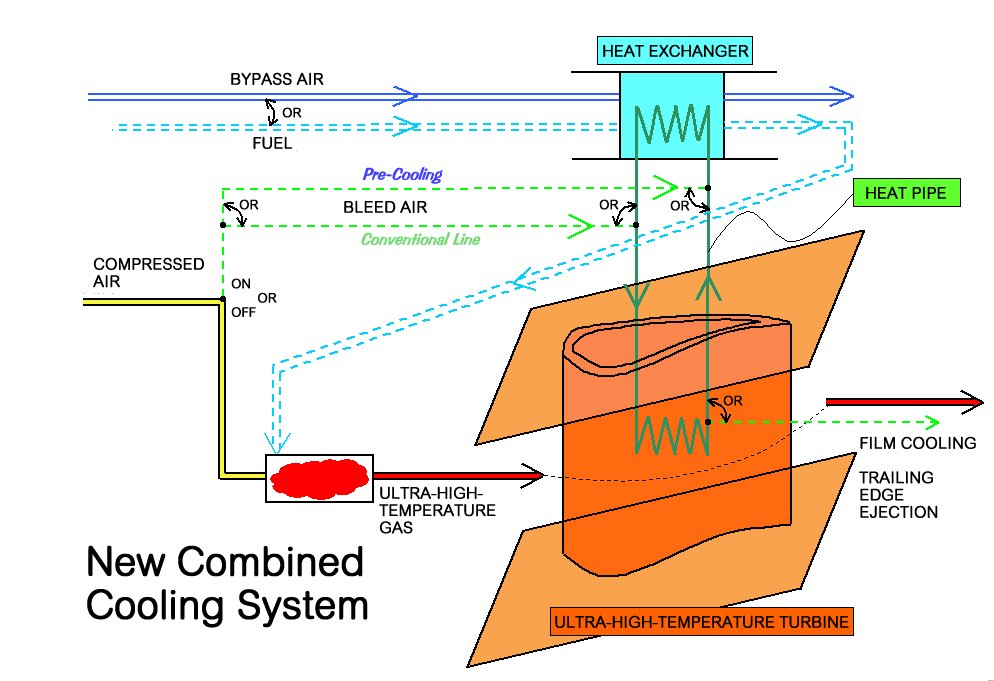 HEAT EXCHANGER
BYPASS AIR
OR
FUEL
Pre-Cooling
HEAT PIPE
OR
BLEED AIR
OR
OR
Conventional Line
COMPRESSED
AIR
ON
OR
OFF
OR
FILM COOLING
TRAILING
EDGE
EJECTION
ULTRA-HIGH-
TEMPERATURE
GAS
New Combined
Cooling System
ULTRA-HIGH-TEMPERATURE TURBINE